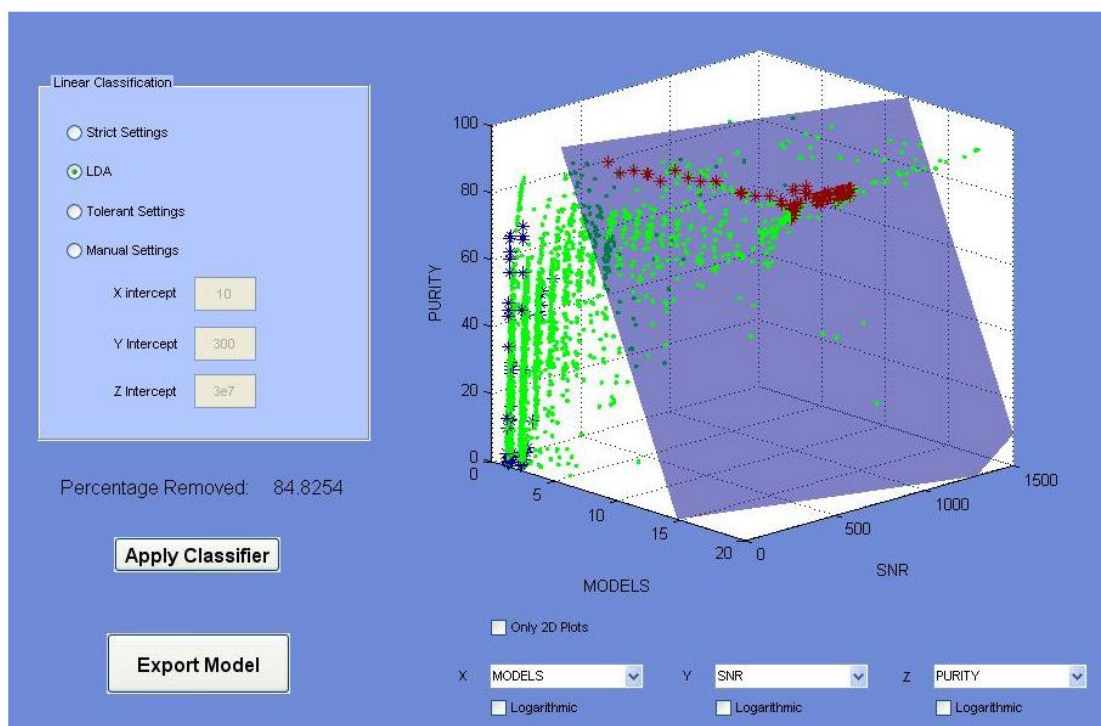 Linear Classification
Strict Settings
LDA
Tolerant Settings
Manual Settings
X intercept 10
Y Intercept 300
Z Intercept 3e7
Percentage Removed: 84.8254
Apply Classifier
Export Model
PURITY
100
80
60
40
20
0
0
5
10
15
20
MODELS
0
500
1000
1500
SNR
Only 2D Plots
X MODELS Y SNR Z PURITY
Logarithmic Logarithmic Logarithmic